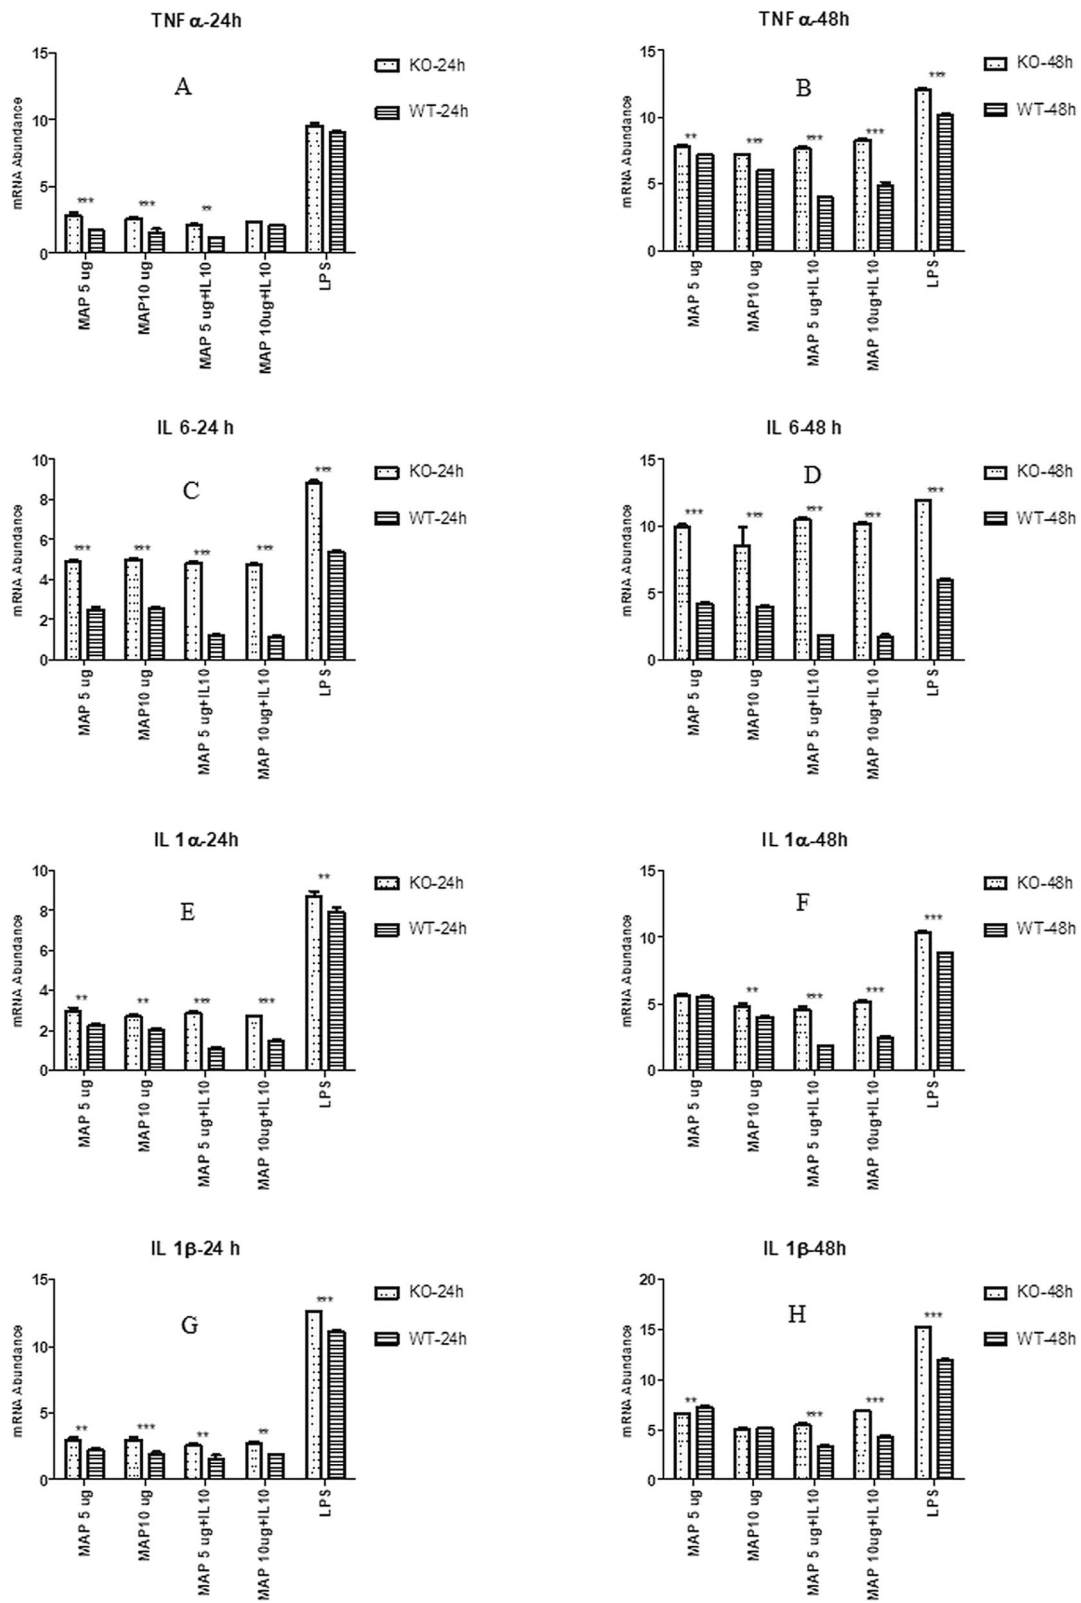 TNF α-24h
15
10
5
0
mRNA Abundance
A
KO-24h
WT-24h
*** *** **
MAP 5 ug
MAP10 ug
MAP 5 ug+IL10
MAP 10ug+IL10
LPS
TNF α-48h
15
10
5
0
mRNA Abundance
B
KO-48h
WT-48h
** *** *** *** ***
MAP 5 ug
MAP10 ug
MAP 5 ug+IL10
MAP 10ug+IL10
LPS
IL 6-24 h
10
8
6
4
2
0
mRNA Abundance
C
KO-24h
WT-24h
*** *** *** *** ***
MAP 5 ug
MAP10 ug
MAP 5 ug+IL10
MAP 10ug+IL10
LPS
IL 6-48 h
15
10
5
0
mRNA Abundance
D
KO-48h
WT-48h
*** *** *** *** ***
MAP 5 ug
MAP10 ug
MAP 5 ug+IL10
MAP 10ug+IL10
LPS
IL 1α-24h
10
8
6
4
2
0
mRNA Abundance
E
KO-24h
WT-24h
** ** *** *** **
MAP 5 ug
MAP10 ug
MAP 5 ug+IL10
MAP 10ug+IL10
LPS
IL 1α-48h
15
10
5
0
mRNA Abundance
F
KO-48h
WT-48h
** *** *** ***
MAP 5 ug
MAP10 ug
MAP 5 ug+IL10
MAP 10ug+IL10
LPS
IL 1β-24 h
15
10
5
0
mRNA Abundance
G
KO-24h
WT-24h
** *** ** ** ***
MAP 5 ug
MAP10 ug
MAP 5 ug+IL10
MAP 10ug+IL10
LPS
IL 1β-48h
20
15
10
5
0
mRNA Abundance
H
KO-48h
WT-48h
** *** *** ***
MAP 5 ug
MAP10 ug
MAP 5 ug+IL10
MAP 10ug+IL10
LPS